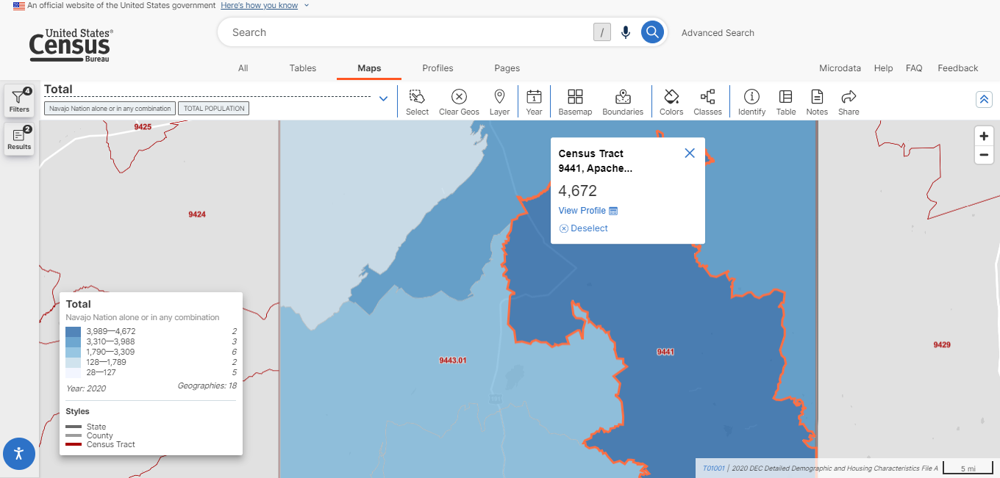 An official website of the United States government Here's how you know
United States®
Census
Bureau
Search /
Advanced Search
All Tables Maps Profiles Pages
Microdata Help FAQ Feedback
4
Filters
2
Results
Total
Navajo Nation alone or in any combination TOTAL POPULATION
1
Select Clear Geos Layer Year Basemap Boundaries Colors Classes Identify Table Notes Share
9425
9424
9443.01
9441
9429
Census Tract
9441, Apache...
4,672
View Profile
Deselect
+
−
Total
Navajo Nation alone or in any combination
3,989—4,672 2
3,310—3,988 3
1,790—3,309 6
128—1,789 2
28—127 5
Year: 2020 Geographies: 18
Styles
State
County
Census Tract
T01001 | 2020 DEC Detailed Demographic and Housing Characteristics File A
5 mi